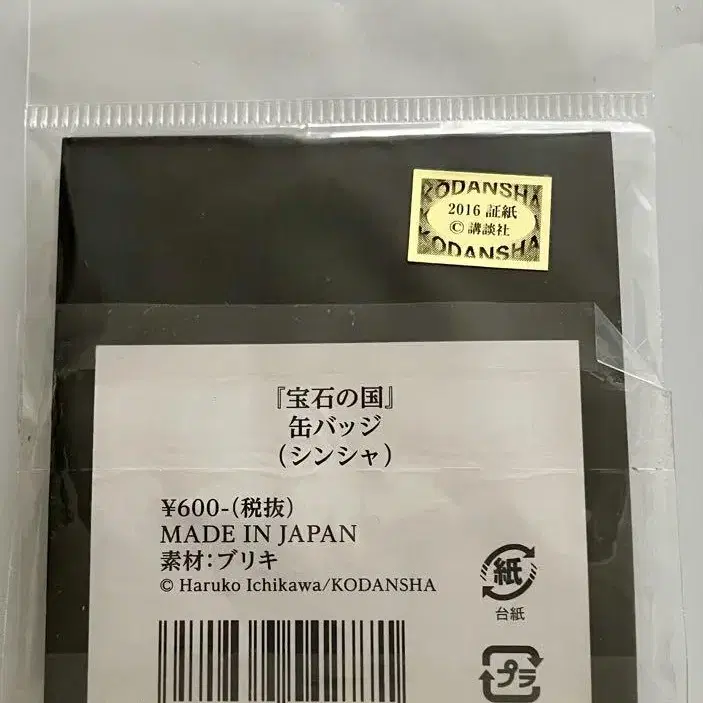 KODANSHA
2016 証紙
© 講談社
KODANSHA
『宝石の国』
缶バッジ
(シンシャ)
¥600-(税抜)
MADE IN JAPAN
素材:ブリキ
© Haruko Ichikawa/KODANSHA
紙
台紙
プラ